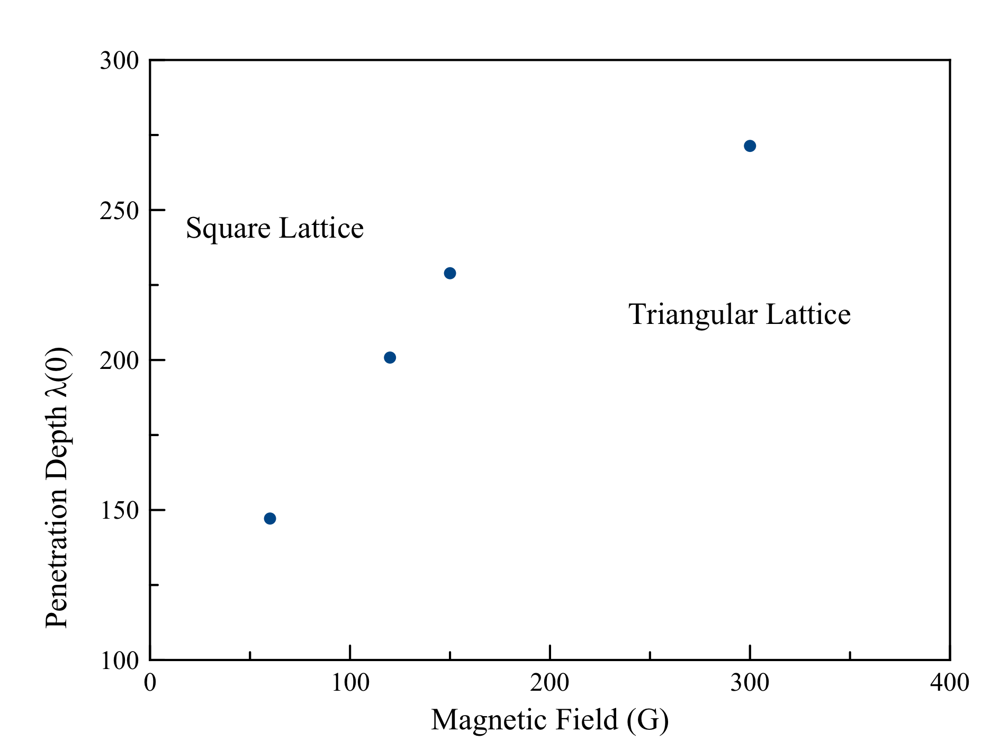 300
250
Square Lattice
Triangular Lattice
200
150
100
Penetration Depth λ(0)
0 100 200 300 400
Magnetic Field (G)